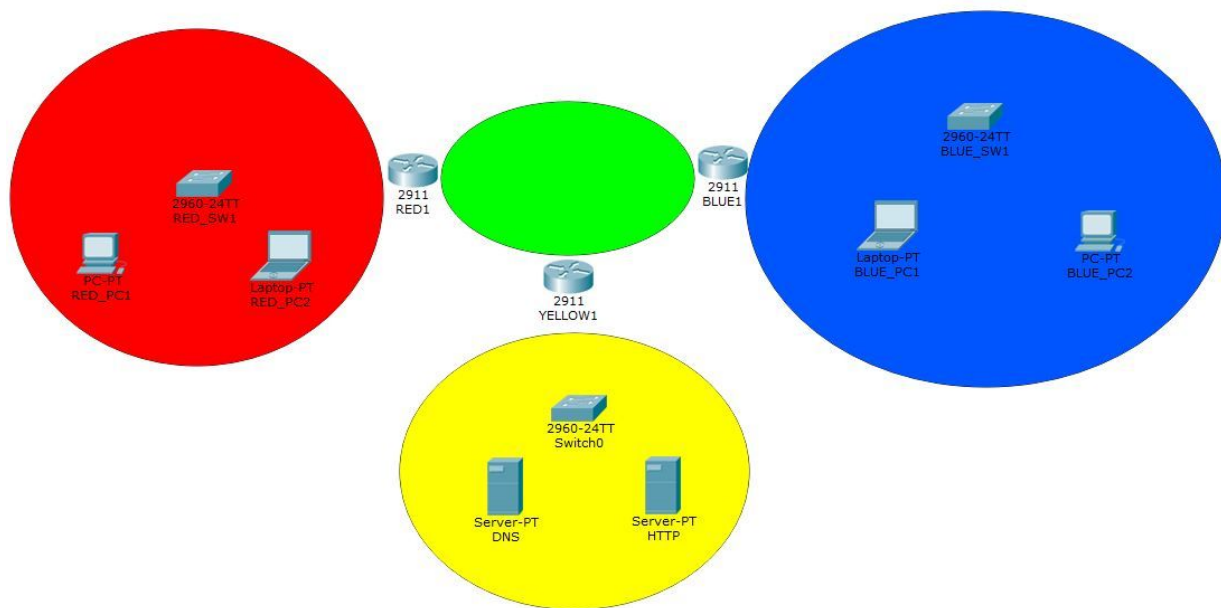 2960-24TT
RED_SW1
PC-PT
RED_PC1
Laptop-PT
RED_PC2
2911
RED1
2911
BLUE1
2911
YELLOW1
2960-24TT
BLUE_SW1
Laptop-PT
BLUE_PC1
PC-PT
BLUE_PC2
2960-24TT
Switch0
Server-PT
DNS
Server-PT
HTTP